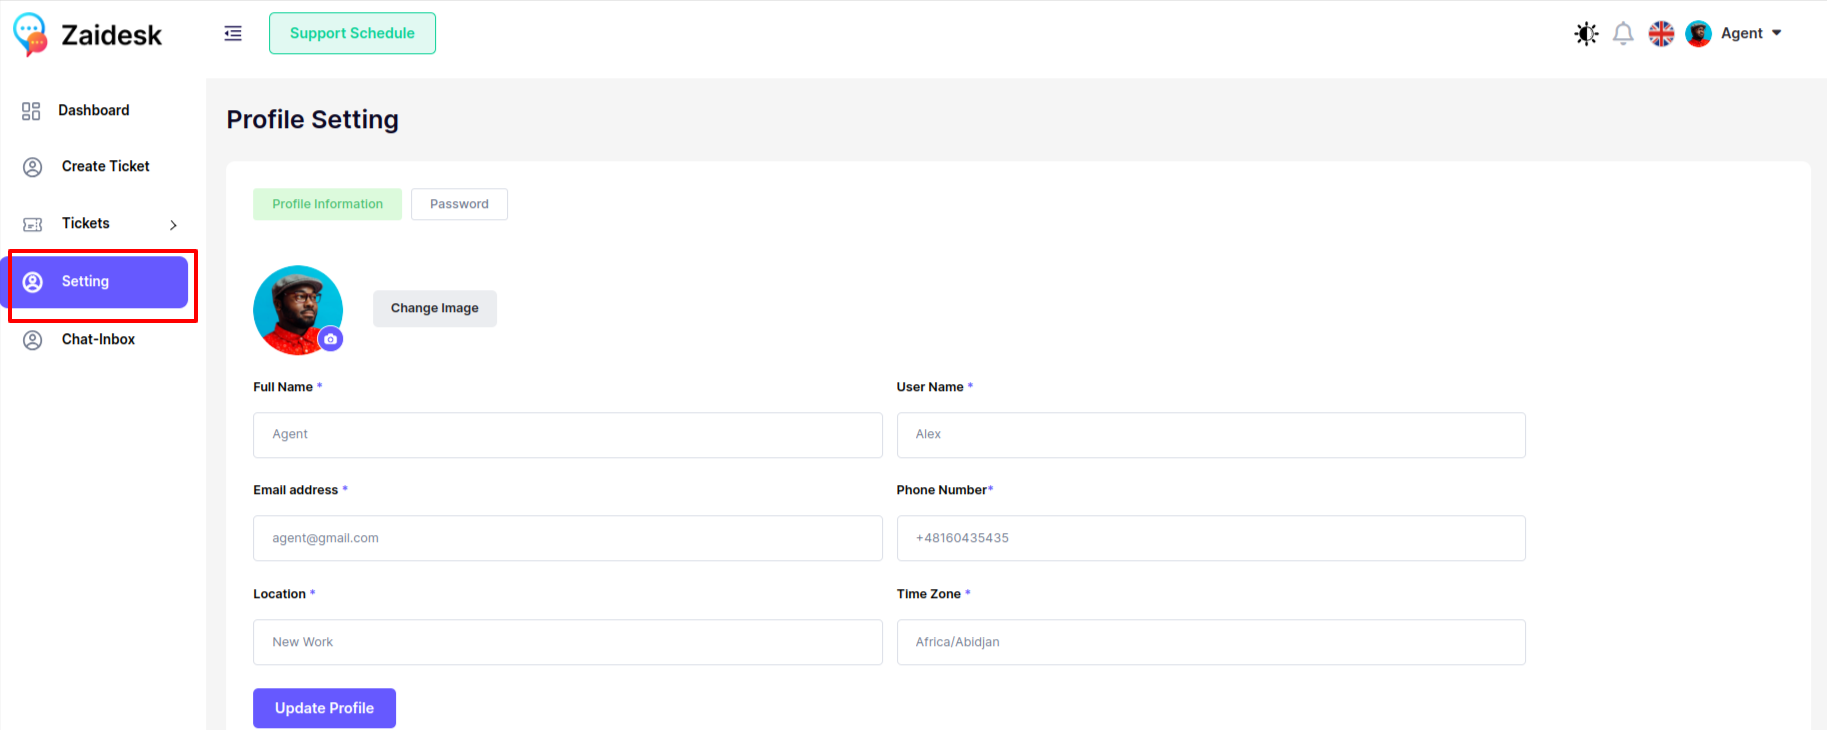 Zaidesk
Support Schedule
Agent
Dashboard
Create Ticket
Tickets
Setting
Chat-Inbox
Profile Setting
Profile Information
Password
Change Image
Full Name *
User Name *
Agent
Alex
Email address *
Phone Number*
agent@gmail.com
+48160435435
Location *
Time Zone *
New Work
Africa/Abidjan
Update Profile